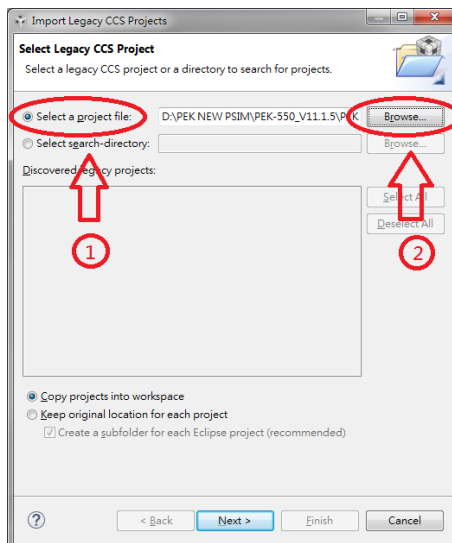 Import Legacy CCS Projects
Select Legacy CCS Project
Select a legacy CCS project or a directory to search for projects.
Select a project file: D:\PEK NEW PSIM\PEK-550_V11.1.5\PEK Browse...
Select search-directory: Browse...
Discovered legacy projects:
Select All
Deselect All
1
2
Copy projects into workspace
Keep original location for each project
Create a subfolder for each Eclipse project (recommended)
? < Back Next > Finish Cancel